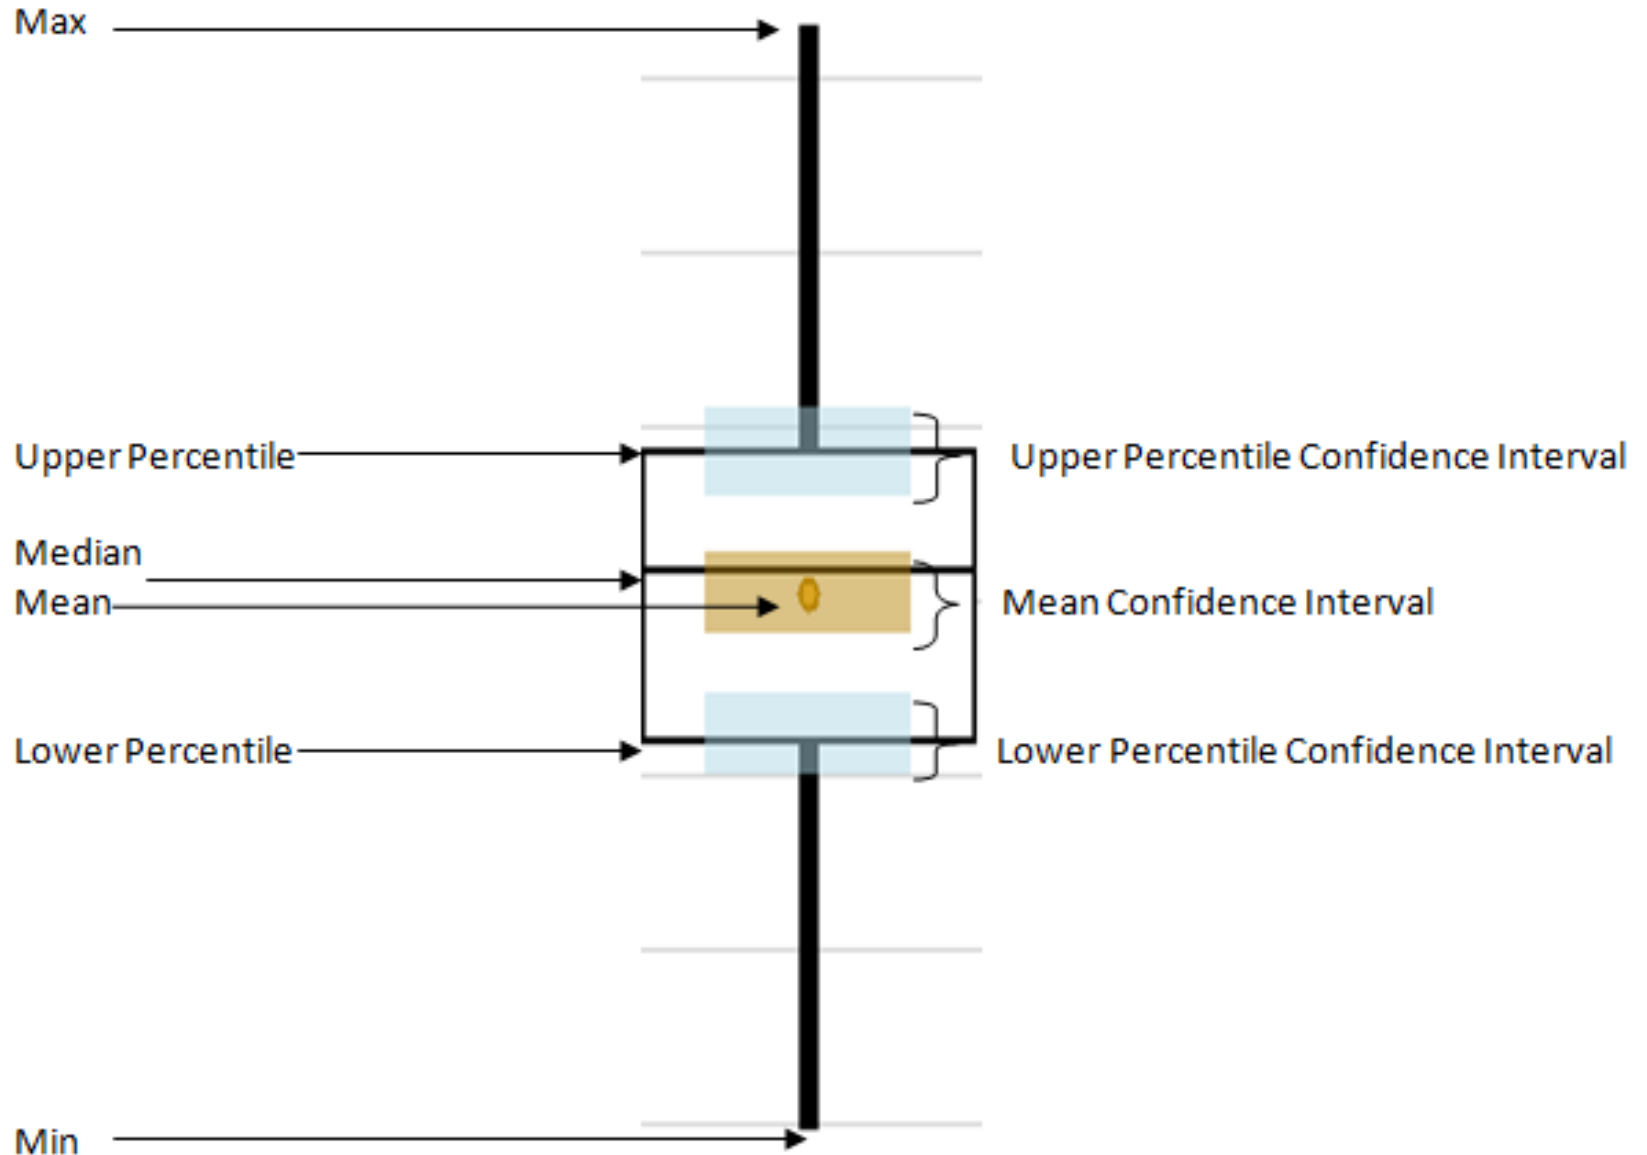 Max
Upper Percentile
Upper Percentile Confidence Interval
Median
Mean
Mean Confidence Interval
Lower Percentile
Lower Percentile Confidence Interval
Min